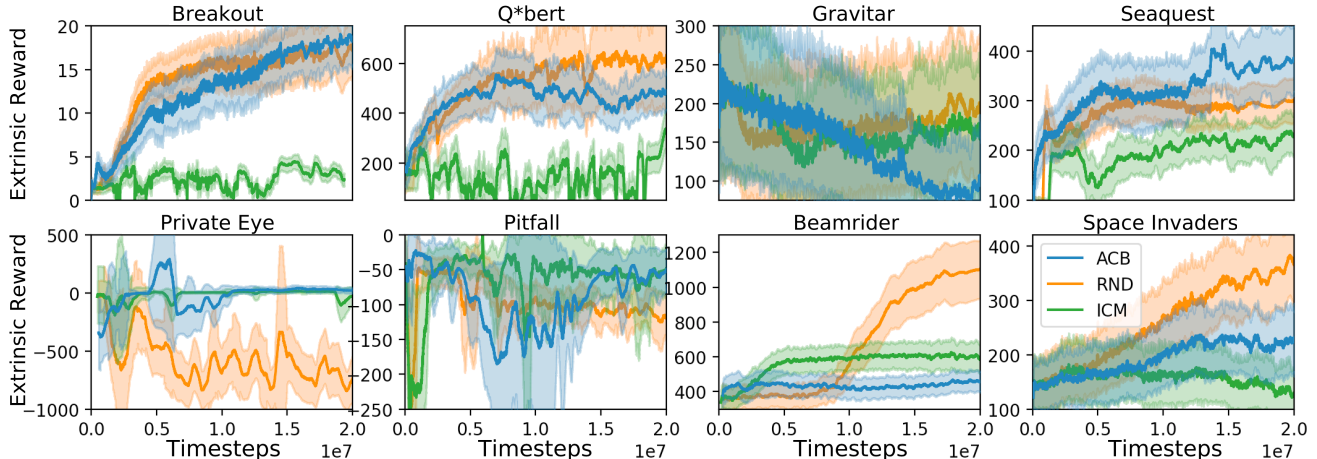 Breakout
Q*bert
Gravitar
Seaquest
Extrinsic Reward
20
15
10
5
0
600
400
200
300
250
200
150
100
400
300
200
100
Private Eye
Pitfall
Beamrider
Space Invaders
Extrinsic Reward
500
0
−500
−1000
0.0 0.5 1.0 1.5 2.0
Timesteps 1e7
0
−50
−100
−150
−200
−250
0.0 0.5 1.0 1.5 2.0
Timesteps 1e7
1200
1000
800
600
400
0.0 0.5 1.0 1.5 2.0
Timesteps 1e7
400
300
200
100
ACB
RND
ICM
0.0 0.5 1.0 1.5 2.0
Timesteps 1e7